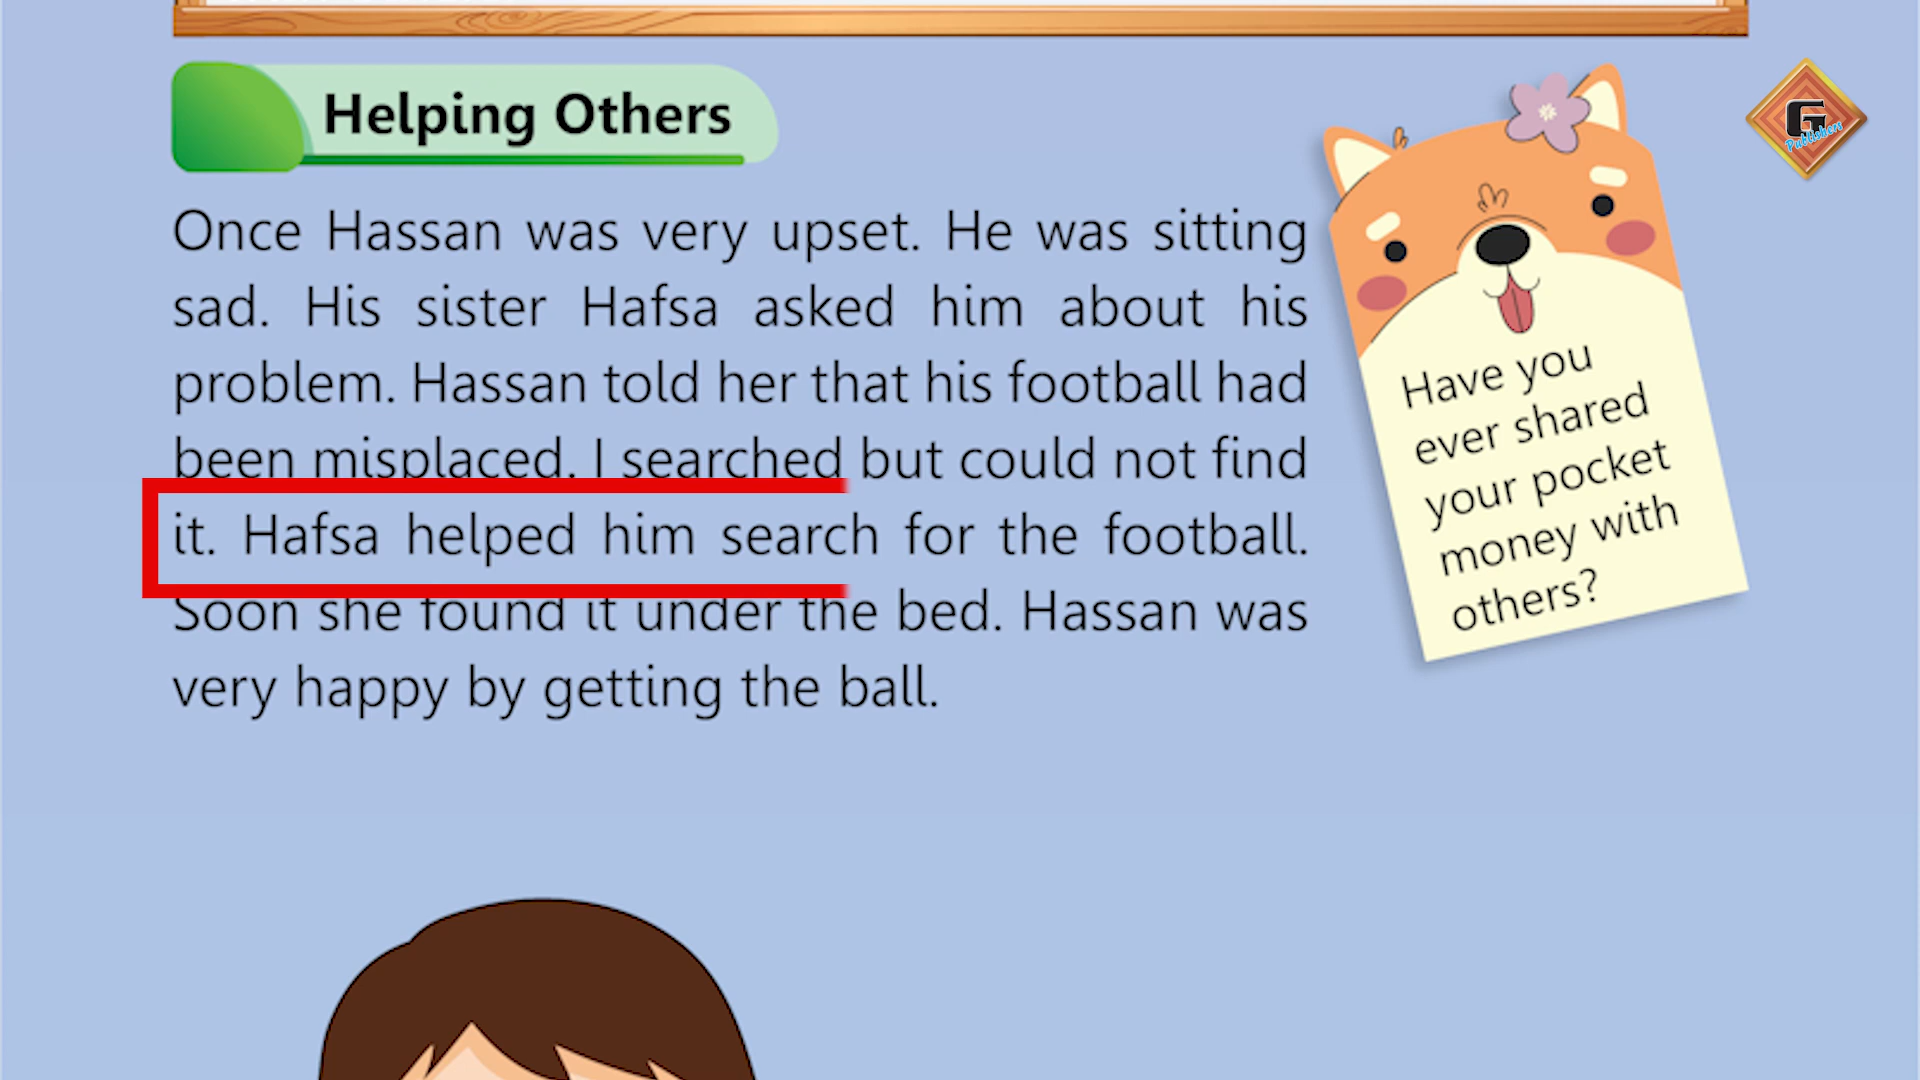 Helping Others
Once Hassan was very upset. He was sitting
sad. His sister Hafsa asked him about his
problem. Hassan told her that his football had
been misplaced. I searched but could not find
it. Hafsa helped him search for the football.
Soon she found it under the bed. Hassan was
very happy by getting the ball.
Have you
ever shared
your pocket
money with
others?
G
Publishers